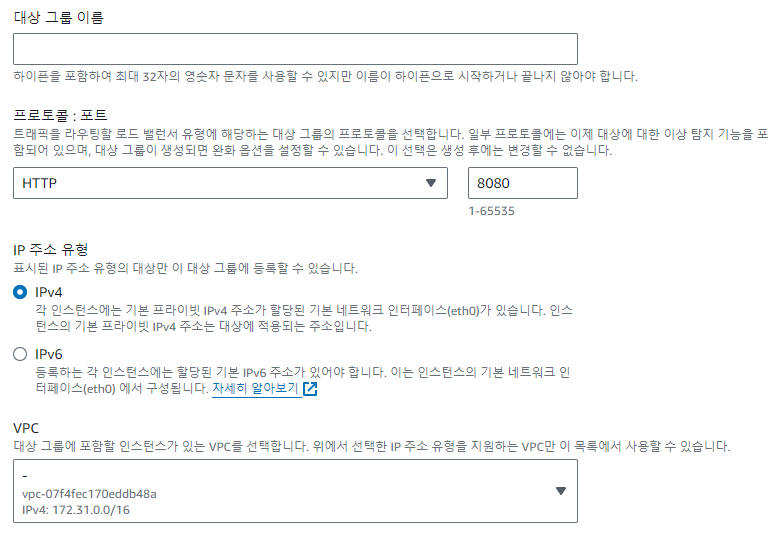 대상 그룹 이름
하이픈을 포함하여 최대 32자의 영숫자 문자를 사용할 수 있지만 이름이 하이픈으로 시작하거나 끝나지 않아야 합니다.
프로토콜 : 포트
트래픽을 라우팅할 로드 밸런서 유형에 해당하는 대상 그룹의 프로토콜을 선택합니다. 일부 프로토콜에는 이제 대상에 대한 이상 탐지 기능을 포
함되어 있으며, 대상 그룹이 생성되면 완화 옵션을 설정할 수 있습니다. 이 선택은 생성 후에는 변경할 수 없습니다.
HTTP
8080
1-65535
IP 주소 유형
표시된 IP 주소 유형의 대상만 이 대상 그룹에 등록할 수 있습니다.
IPv4
각 인스턴스에는 기본 프라이빗 IPv4 주소가 할당된 기본 네트워크 인터페이스(eth0)가 있습니다. 인스
턴스의 기본 프라이빗 IPv4 주소는 대상에 적용되는 주소입니다.
IPv6
등록하는 각 인스턴스에는 할당된 기본 IPv6 주소가 있어야 합니다. 이는 인스턴스의 기본 네트워크 인
터페이스(eth0) 에서 구성됩니다. 자세히 알아보기
VPC
대상 그룹에 포함할 인스턴스가 있는 VPC를 선택합니다. 위에서 선택한 IP 주소 유형을 지원하는 VPC만 이 목록에서 사용할 수 있습니다.
-
vpc-07f4fec170eddb48a
IPv4: 172.31.0.0/16